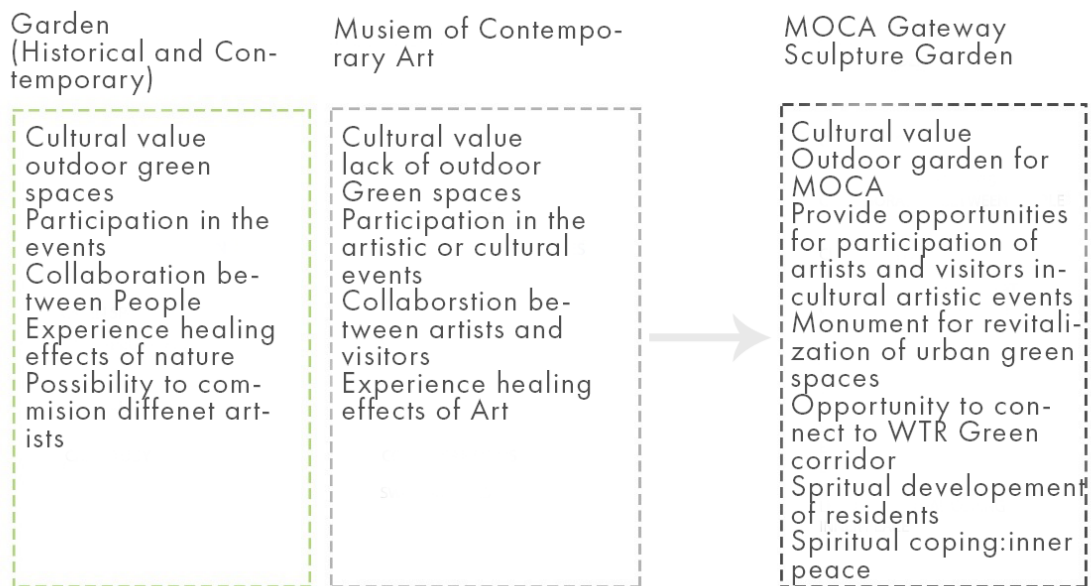 Garden
(Historical and Con-
temporary)
Cultural value
outdoor green
spaces
Participation in the
events
Collaboration be-
tween People
Experience healing
effects of nature
Possibility to com-
mision diffenet art-
ists
Musiem of Contempo-
rary Art
Cultural value
lack of outdoor
Green spaces
Participation in the
artistic or cultural
events
Collaborstion be-
tween artists and
visitors
Experience healing
effects of Art
MOCA Gateway
Sculpture Garden
Cultural value
Outdoor garden for
MOCA
Provide opportunities
for participation of
artists and visitors in-
cultural artistic events
Monument for revitali-
zation of urban green
spaces
Opportunity to con-
nect to WTR Green
corridor
Spritual developement
of residents
Spiritual coping:inner
peace